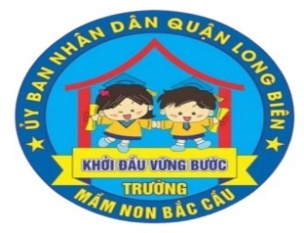 ỦY BAN NHÂN DÂN QUẬN LONG BIÊN
KHỞI ĐẦU VỮNG BƯỚC
TRƯỜNG
MẦM NON BẮC CẦU